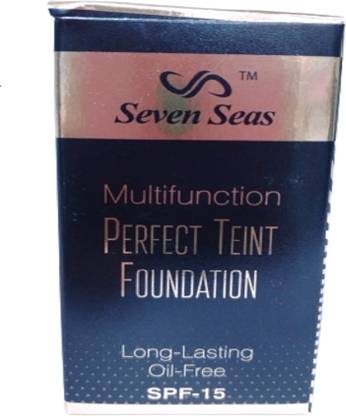 TM
Seven Seas
Multifunction
PERFECT TEINT
FOUNDATION
Long-Lasting
Oil-Free
SPF-15